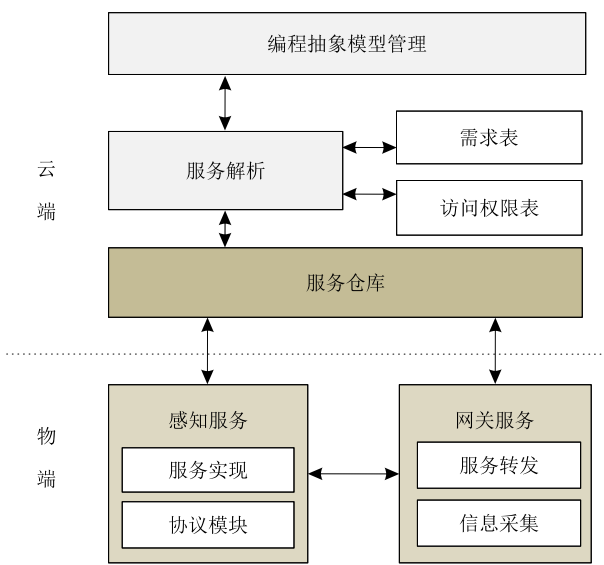 编程抽象模型管理
云端
服务解析
需求表
访问权限表
服务仓库
物端
感知服务
服务实现
协议模块
网关服务
服务转发
信息采集